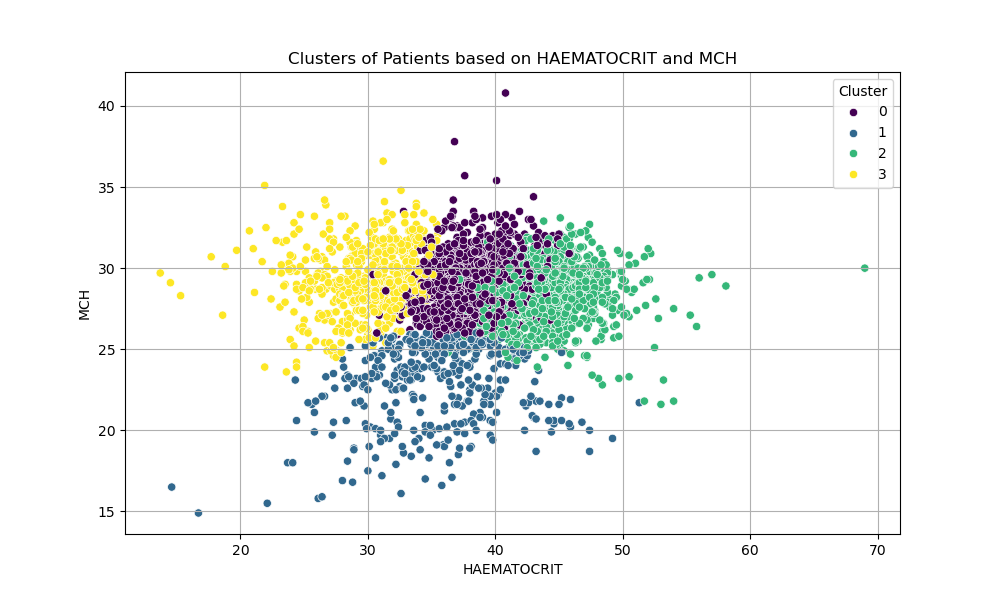 Clusters of Patients based on HAEMATOCRIT and MCH
Cluster
0
1
2
3
40
35
30
25
20
15
MCH
20 30 40 50 60 70
HAEMATOCRIT